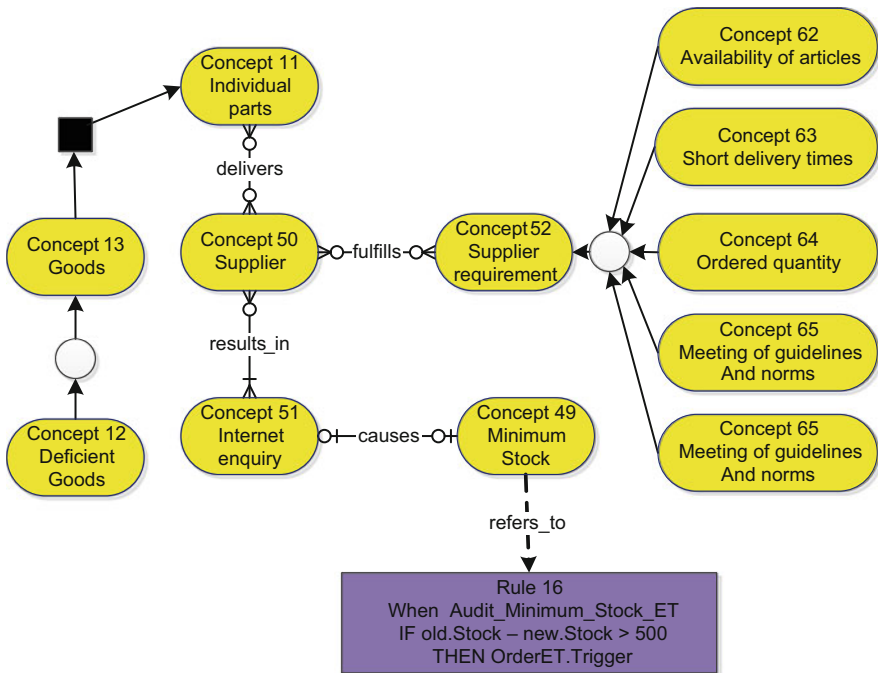 Concept 62
Availability of articles
Concept 11
Individual
parts
Concept 63
Short delivery times
delivers
Concept 13
Goods
Concept 50
Supplier
fulfills
Concept 52
Supplier
requirement
Concept 64
Ordered quantity
results_in
Concept 65
Meeting of guidelines
And norms
Concept 12
Deficient
Goods
Concept 51
Internet
enquiry
causes
Concept 49
Minimum
Stock
Concept 65
Meeting of guidelines
And norms
refers_to
Rule 16
When Audit_Minimum_Stock_ET
IF old.Stock – new.Stock > 500
THEN OrderET.Trigger